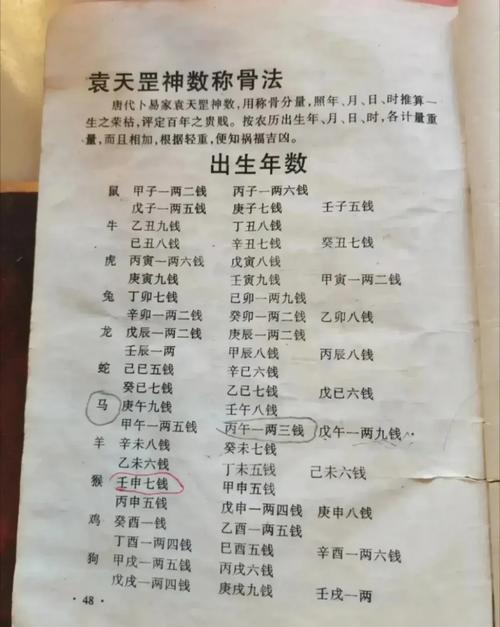 袁天罡神数称骨法
唐代卜易家袁天罡神数，用称骨分量，照年、月、日、时推算一
生之荣枯，评定百年之贵贱。按农历出生年、月、日、时，各计量重
量，而且相加，根据轻重，便知祸福吉凶。
出生年数
鼠 甲子一两二钱 丙子一两六钱
戊子一两五钱 庚子七钱 壬子五钱
牛 乙丑九钱 丁丑八钱
己丑八钱 辛丑七钱 癸丑七钱
虎 丙寅一两六钱 戊寅八钱
庚寅九钱 壬寅九钱 甲寅一两二钱
兔 丁卯七钱 己卯一两九钱
辛卯一两二钱 癸卯一两二钱 乙卯八钱
龙 戊辰一两二钱 庚辰一两二钱
壬辰一两 甲辰八钱 丙辰八钱
蛇 己巳五钱 辛巳六钱
癸巳七钱 乙巳七钱 戊巳六钱
马 庚午九钱 壬午八钱
甲午一两五钱 丙午一两三钱 戊午一两九钱
羊 辛未八钱 癸未七钱
乙未六钱 丁未五钱 己未六钱
猴 壬申七钱 甲申五钱
丙申五钱 戊申一两四钱 庚申八钱
鸡 癸酉一钱 乙酉一两五钱
丁酉一两四钱 巳酉五钱 辛酉一两六钱
狗 甲戌一两五钱 丙戌六钱
戊戌一两四钱 庚戌九钱 壬戌一两
· 48 ·